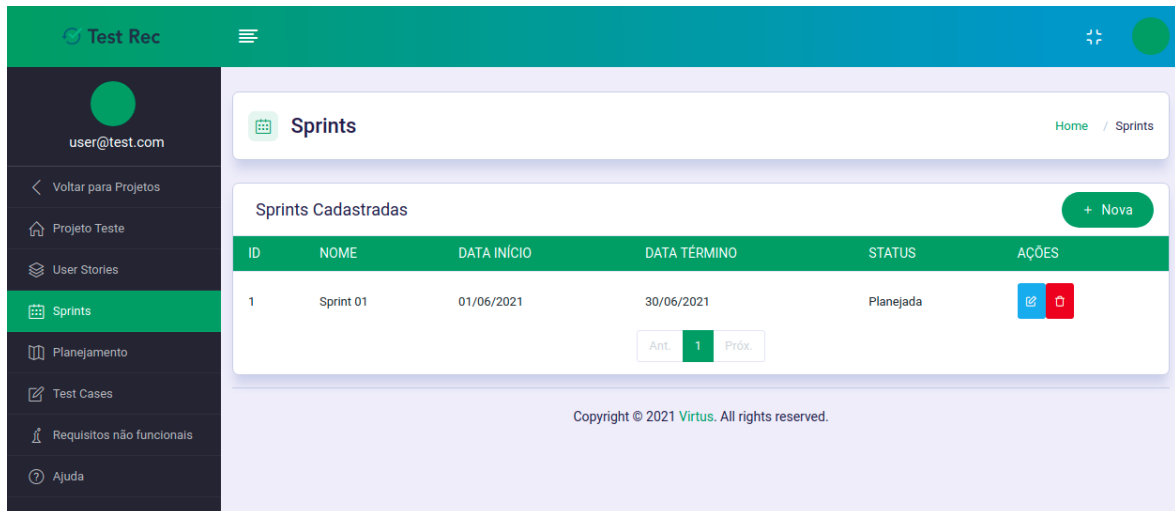 Test Rec
user@test.com
Voltar para Projetos
Projeto Teste
User Stories
Sprints
Planejamento
Test Cases
Requisitos não funcionais
Ajuda
Sprints
Home / Sprints
Sprints Cadastradas
+ Nova
ID NOME DATA INÍCIO DATA TÉRMINO STATUS AÇÕES
1 Sprint 01 01/06/2021 30/06/2021 Planejada
Ant. 1 Próx.
Copyright © 2021 Virtus. All rights reserved.